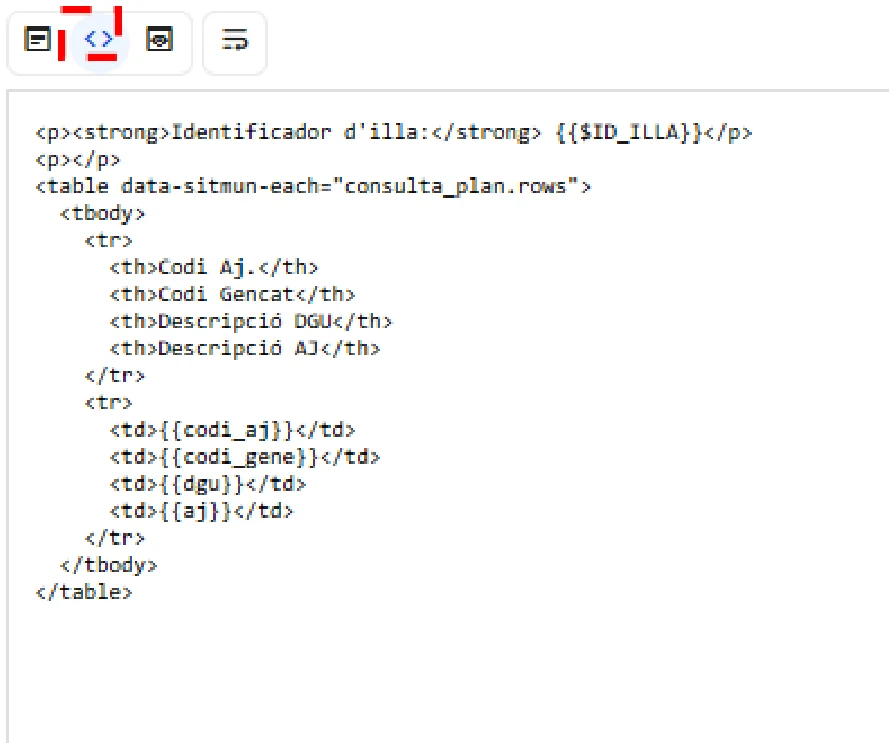 <p><strong>Identificador d'illa:</strong> {{$ID_ILLA}}</p>
<p></p>
<table data-sitmun-each="consulta_plan.rows">
  <tbody>
    <tr>
      <th>Codi Aj.</th>
      <th>Codi Gencat</th>
      <th>Descripció DGU</th>
      <th>Descripció AJ</th>
    </tr>
    <tr>
      <td>{{codi_aj}}</td>
      <td>{{codi_gene}}</td>
      <td>{{dgu}}</td>
      <td>{{aj}}</td>
    </tr>
  </tbody>
</table>